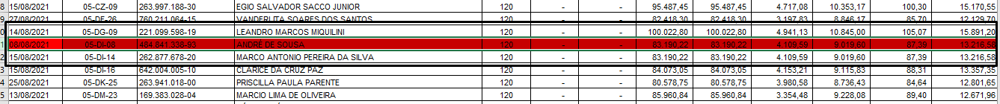 8 15/08/2021 05-CZ-09 263.997.188-30 EGIO SALVADOR SACCO JUNIOR 120 - - 95.487,45 95.487,45 4.717,08 10.353,17 100,30 15.170,55
27/08/2021 05-DF-26 760.211.064-15 VANDERLITA SOARES DOS SANTOS 120 - - 82.418,30 82.418,30 3.197,83 8.846,17 85,70 12.129,70
0 14/08/2021 05-DG-09 221.099.598-19 LEANDRO MARCOS MIQUILINI 120 - - 100.022,80 100.022,80 4.941,13 10.845,00 105,07 15.891,20
1 08/08/2021 05-DI-08 484.841.338-93 ANDRÉ DE SOUSA 120 - - 83.190,22 83.190,22 4.109,59 9.019,60 87,39 13.216,58
2 15/08/2021 05-DI-14 262.877.678-20 MARCO ANTONIO PEREIRA DA SILVA 120 - - 83.190,22 83.190,22 4.109,59 9.019,60 87,39 13.216,58
3 15/08/2021 05-DI-16 642.004.005-10 CLARICE DA CRUZ PAZ 120 - - 84.073,05 84.073,05 4.153,21 9.115,83 88,31 13.357,35
4 25/08/2021 05-DK-25 263.941.018-00 PRISCILLA PAULA PARENTE 120 - - 80.578,75 80.578,75 3.980,58 8.736,43 84,64 12.801,65
5 13/08/2021 05-DM-23 169.383.028-04 MARCIO LIMA DE OLIVEIRA 120 - - 85.960,84 85.960,84 3.354,48 9.228,08 89,40 12.671,96